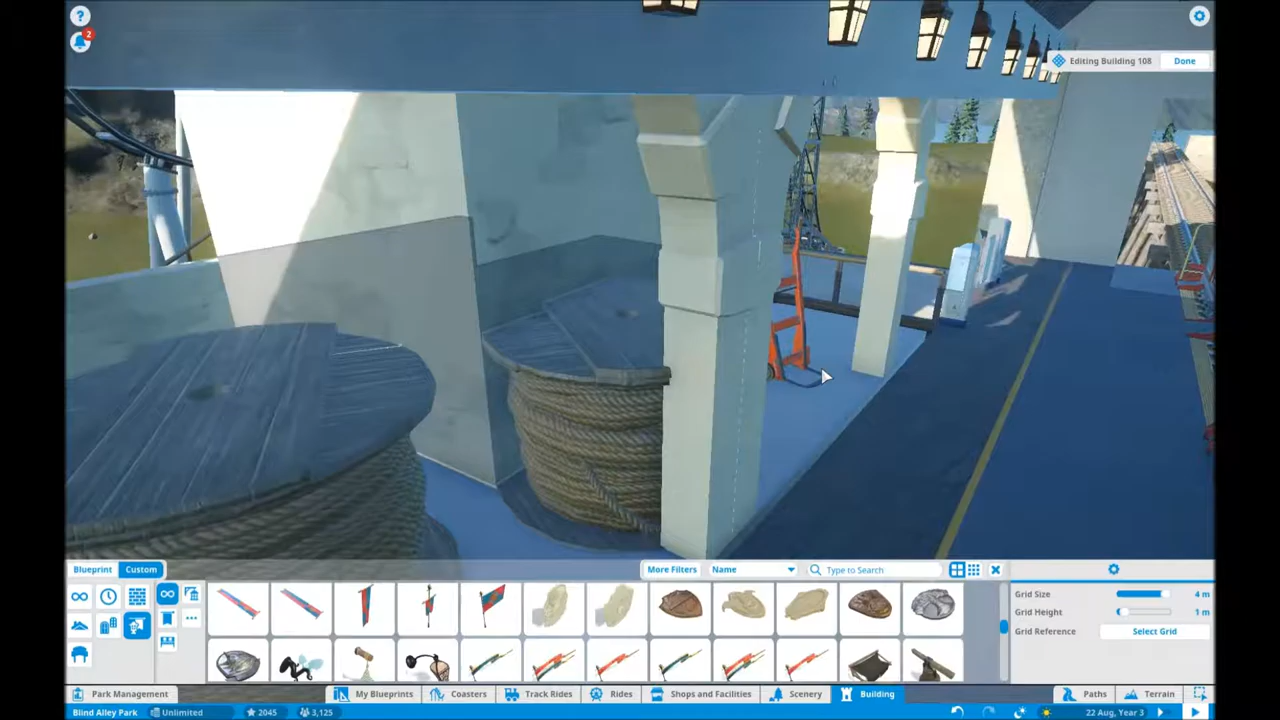 ?
2
Editing Building 108
Done
Blueprint
Custom
More Filters
Name
Type to Search
Grid Size
4 m
Grid Height
1 m
Grid Reference
Select Grid
Park Management
My Blueprints
Coasters
Track Rides
Rides
Shops and Facilities
Scenery
Building
Paths
Terrain
Blind Alley Park
Unlimited
2045
3,125
22 Aug, Year 3